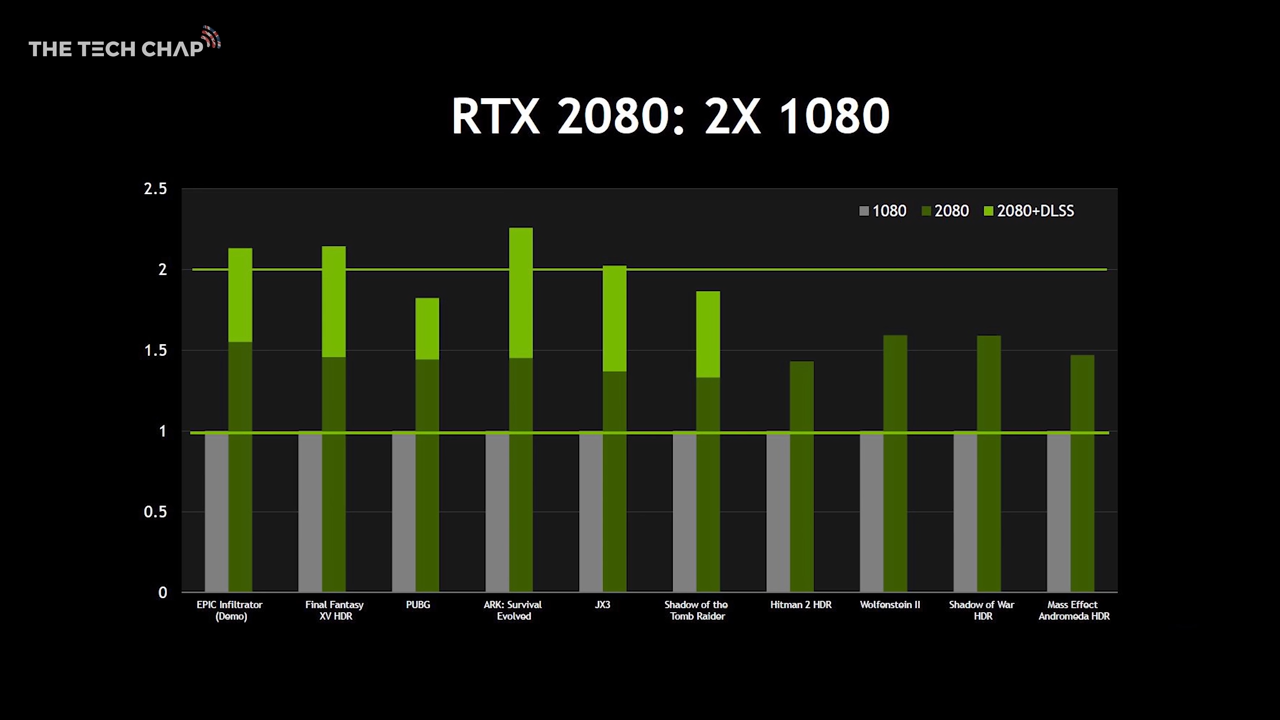 THE TECH CHAP
RTX 2080: 2X 1080
1080 2080 2080+DLSS
2.5
2
1.5
1
0.5
0
EPIC Infiltrator
(Demo)
Final Fantasy
XV HDR
PUBG
ARK: Survival
Evolved
JX3
Shadow of the
Tomb Raider
Hitman 2 HDR
Wolfenstein II
Shadow of War
HDR
Mass Effect
Andromeda HDR